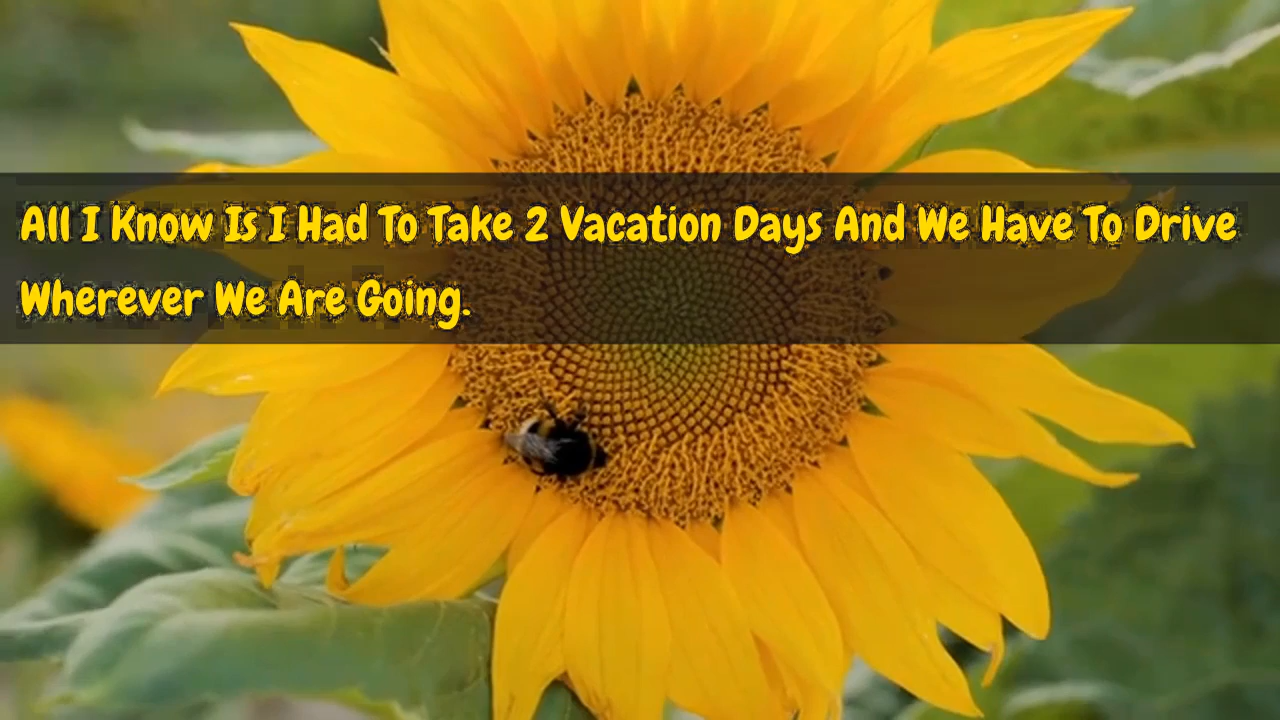 All I Know Is I Had To Take 2 Vacation Days And We Have To Drive
Wherever We Are Going.